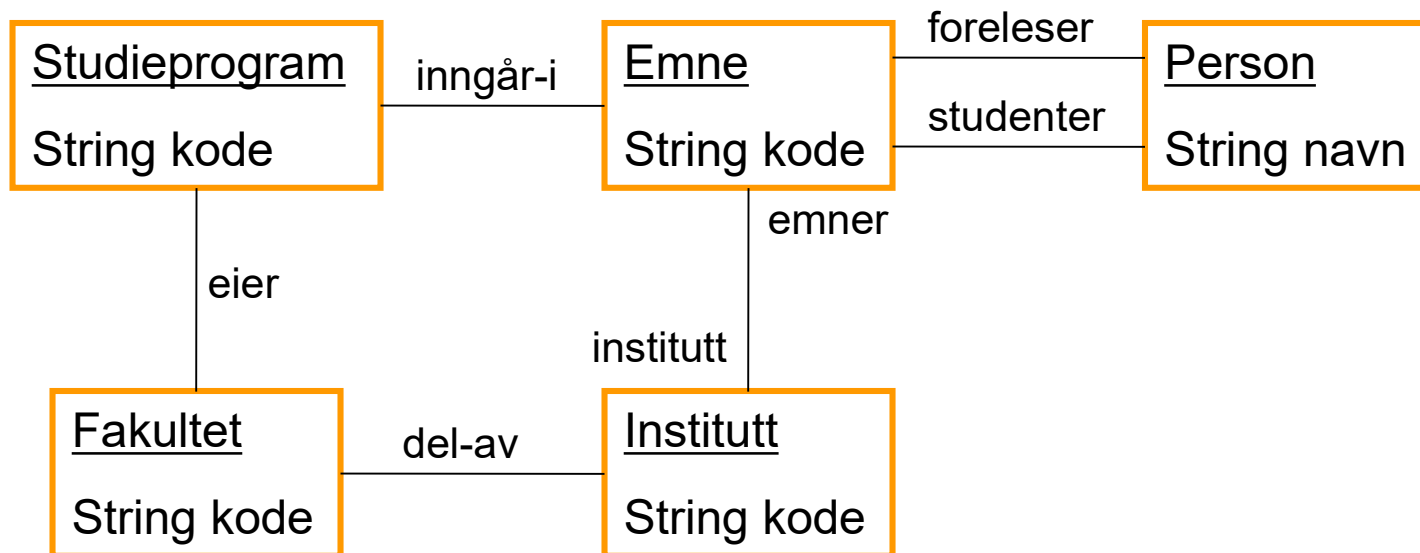 Studieprogram
String kode
inngår-i
Emne
String kode
foreleser
studenter
Person
String navn
eier
emner
institutt
Fakultet
String kode
del-av
Institutt
String kode